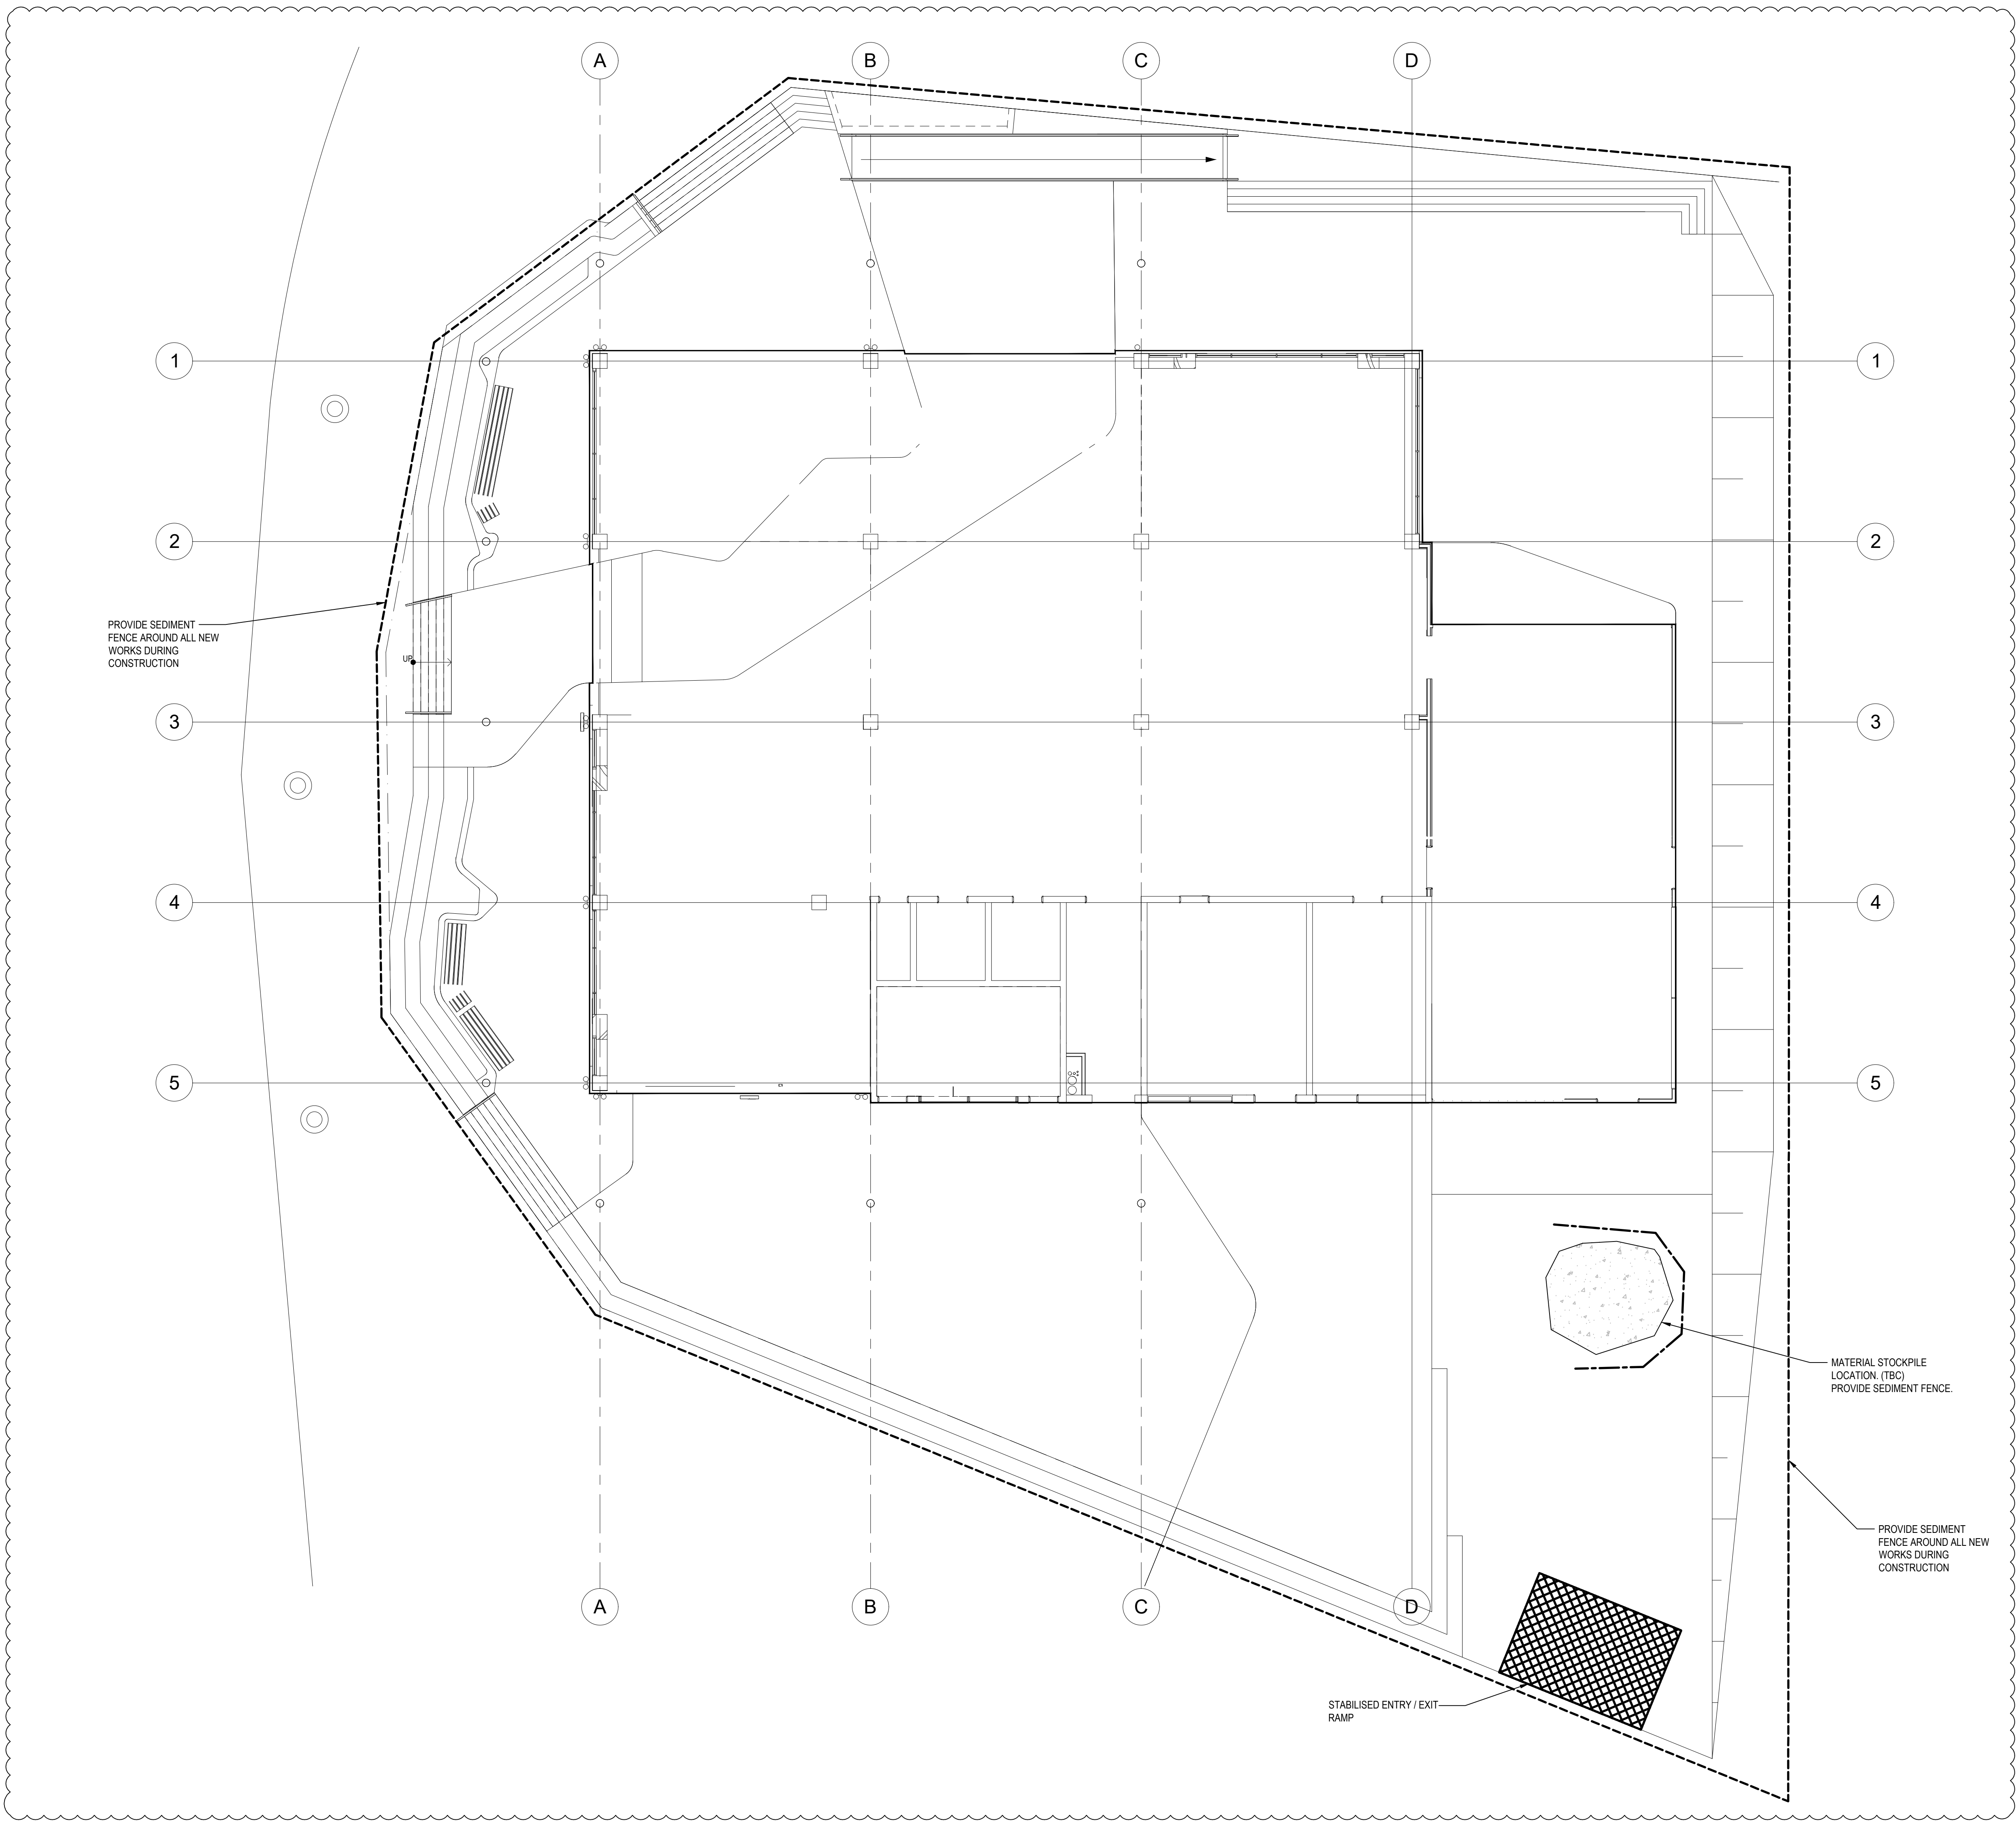 A
B
C
D
1
1
2
2
PROVIDE SEDIMENT
FENCE AROUND ALL NEW
WORKS DURING
CONSTRUCTION
UP
3
3
4
4
5
5
MATERIAL STOCKPILE
LOCATION. (TBC)
PROVIDE SEDIMENT FENCE.
PROVIDE SEDIMENT
FENCE AROUND ALL NEW
WORKS DURING
CONSTRUCTION
A
B
C
D
STABILISED ENTRY / EXIT
RAMP